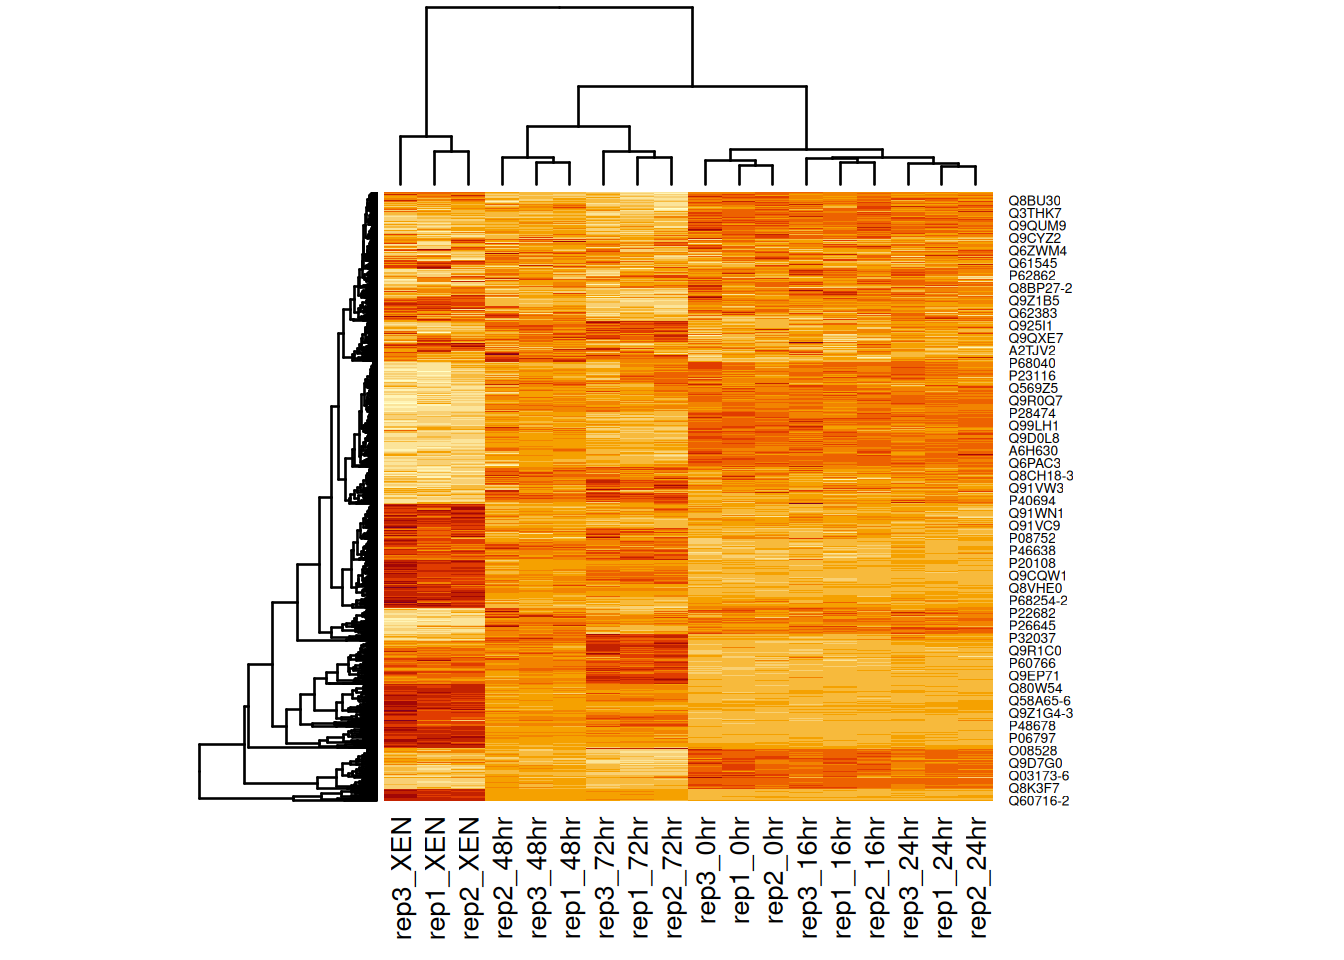 Q8BU30
Q3THK7
Q9QUM9
Q9CYZ2
Q6ZWM4
Q61545
P62862
Q8BP27-2
Q9Z1B5
Q62383
Q925I1
Q9QXE7
A2TJV2
P68040
P23116
Q569Z5
Q9R0Q7
P28474
Q99LH1
Q9D0L8
A6H630
Q6PAC3
Q8CH18-3
Q91VW3
P40694
Q91WN1
Q91VC9
P08752
P46638
P20108
Q9CQW1
Q8VHE0
P68254-2
P22682
P26645
P32037
Q9R1C0
P60766
Q9EP71
Q80W54
Q58A65-6
Q9Z1G4-3
P48678
P06797
O08528
Q9D7G0
Q03173-6
Q8K3F7
Q60716-2
rep3_XEN
rep1_XEN
rep2_XEN
rep2_48hr
rep3_48hr
rep1_48hr
rep3_72hr
rep1_72hr
rep2_72hr
rep3_0hr
rep1_0hr
rep2_0hr
rep3_16hr
rep1_16hr
rep2_16hr
rep3_24hr
rep1_24hr
rep2_24hr